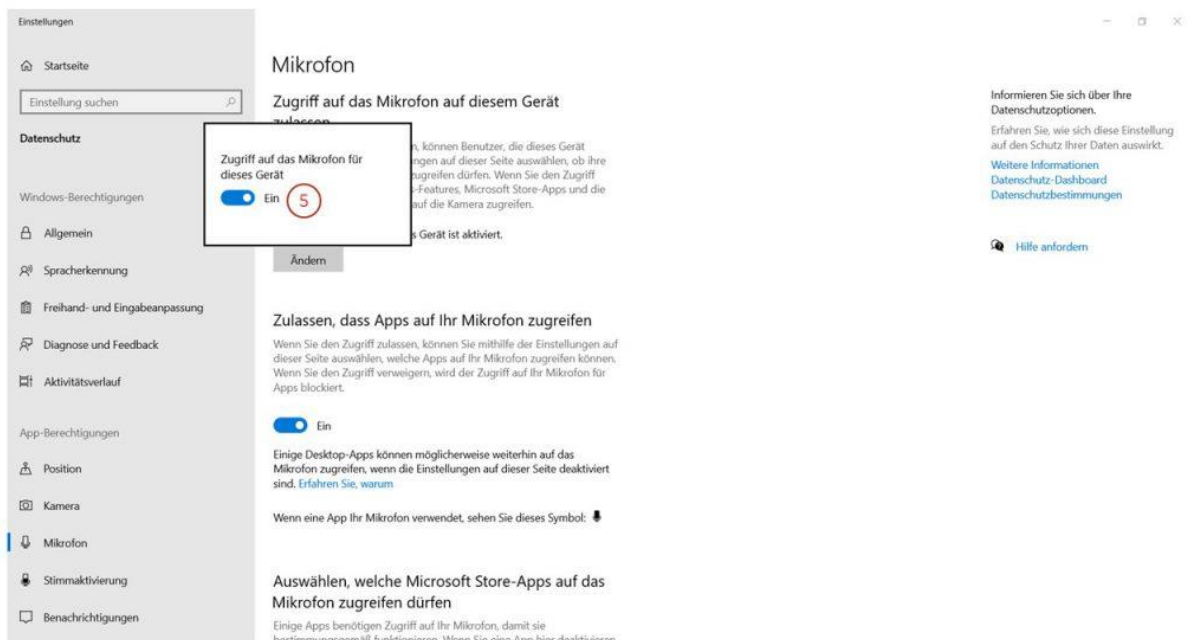 Einstellungen
Startseite
Einstellung suchen
Datenschutz
Windows-Berechtigungen
Allgemein
Spracherkennung
Freihand- und Eingabeanpassung
Diagnose und Feedback
Aktivitätsverlauf
App-Berechtigungen
Position
Kamera
Mikrofon
Stimmaktivierung
Benachrichtigungen
Mikrofon
Zugriff auf das Mikrofon auf diesem Gerät
zulassen
Zugriff auf das Mikrofon für
dieses Gerät
Ein 5
können Benutzer, die dieses Gerät
auf dieser Seite auswählen, ob ihre
zugreifen dürfen. Wenn Sie den Zugriff
-Features, Microsoft Store-Apps und die
auf die Kamera zugreifen.
Gerät ist aktiviert.
Ändern
Zulassen, dass Apps auf Ihr Mikrofon zugreifen
Wenn Sie den Zugriff zulassen, können Sie mithilfe der Einstellungen auf
dieser Seite auswählen, welche Apps auf Ihr Mikrofon zugreifen können.
Wenn Sie den Zugriff verweigern, wird der Zugriff auf Ihr Mikrofon für
Apps blockiert.
Ein
Einige Desktop-Apps können möglicherweise weiterhin auf das
Mikrofon zugreifen, wenn die Einstellungen auf dieser Seite deaktiviert
sind. Erfahren Sie, warum
Wenn eine App Ihr Mikrofon verwendet, sehen Sie dieses Symbol:
Auswählen, welche Microsoft Store-Apps auf das
Mikrofon zugreifen dürfen
Einige Apps benötigen Zugriff auf Ihr Mikrofon, damit sie
bestimmungsgemäß funktionieren. Wenn Sie eine App hier deaktivieren
Informieren Sie sich über Ihre
Datenschutzoptionen.
Erfahren Sie, wie sich diese Einstellung
auf den Schutz Ihrer Daten auswirkt.
Weitere Informationen
Datenschutz-Dashboard
Datenschutzbestimmungen
Hilfe anfordern